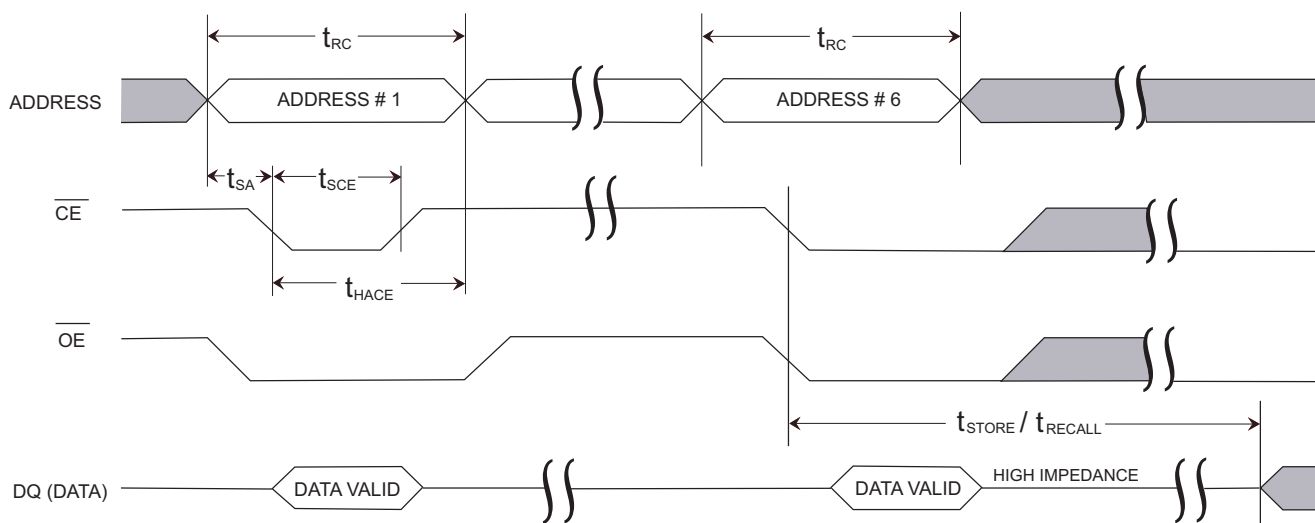 tRC
tRC
ADDRESS
ADDRESS # 1
ADDRESS # 6
tSA
tSCE
CE
tHACE
OE
tSTORE / tRECALL
DQ (DATA)
DATA VALID
DATA VALID
HIGH IMPEDANCE